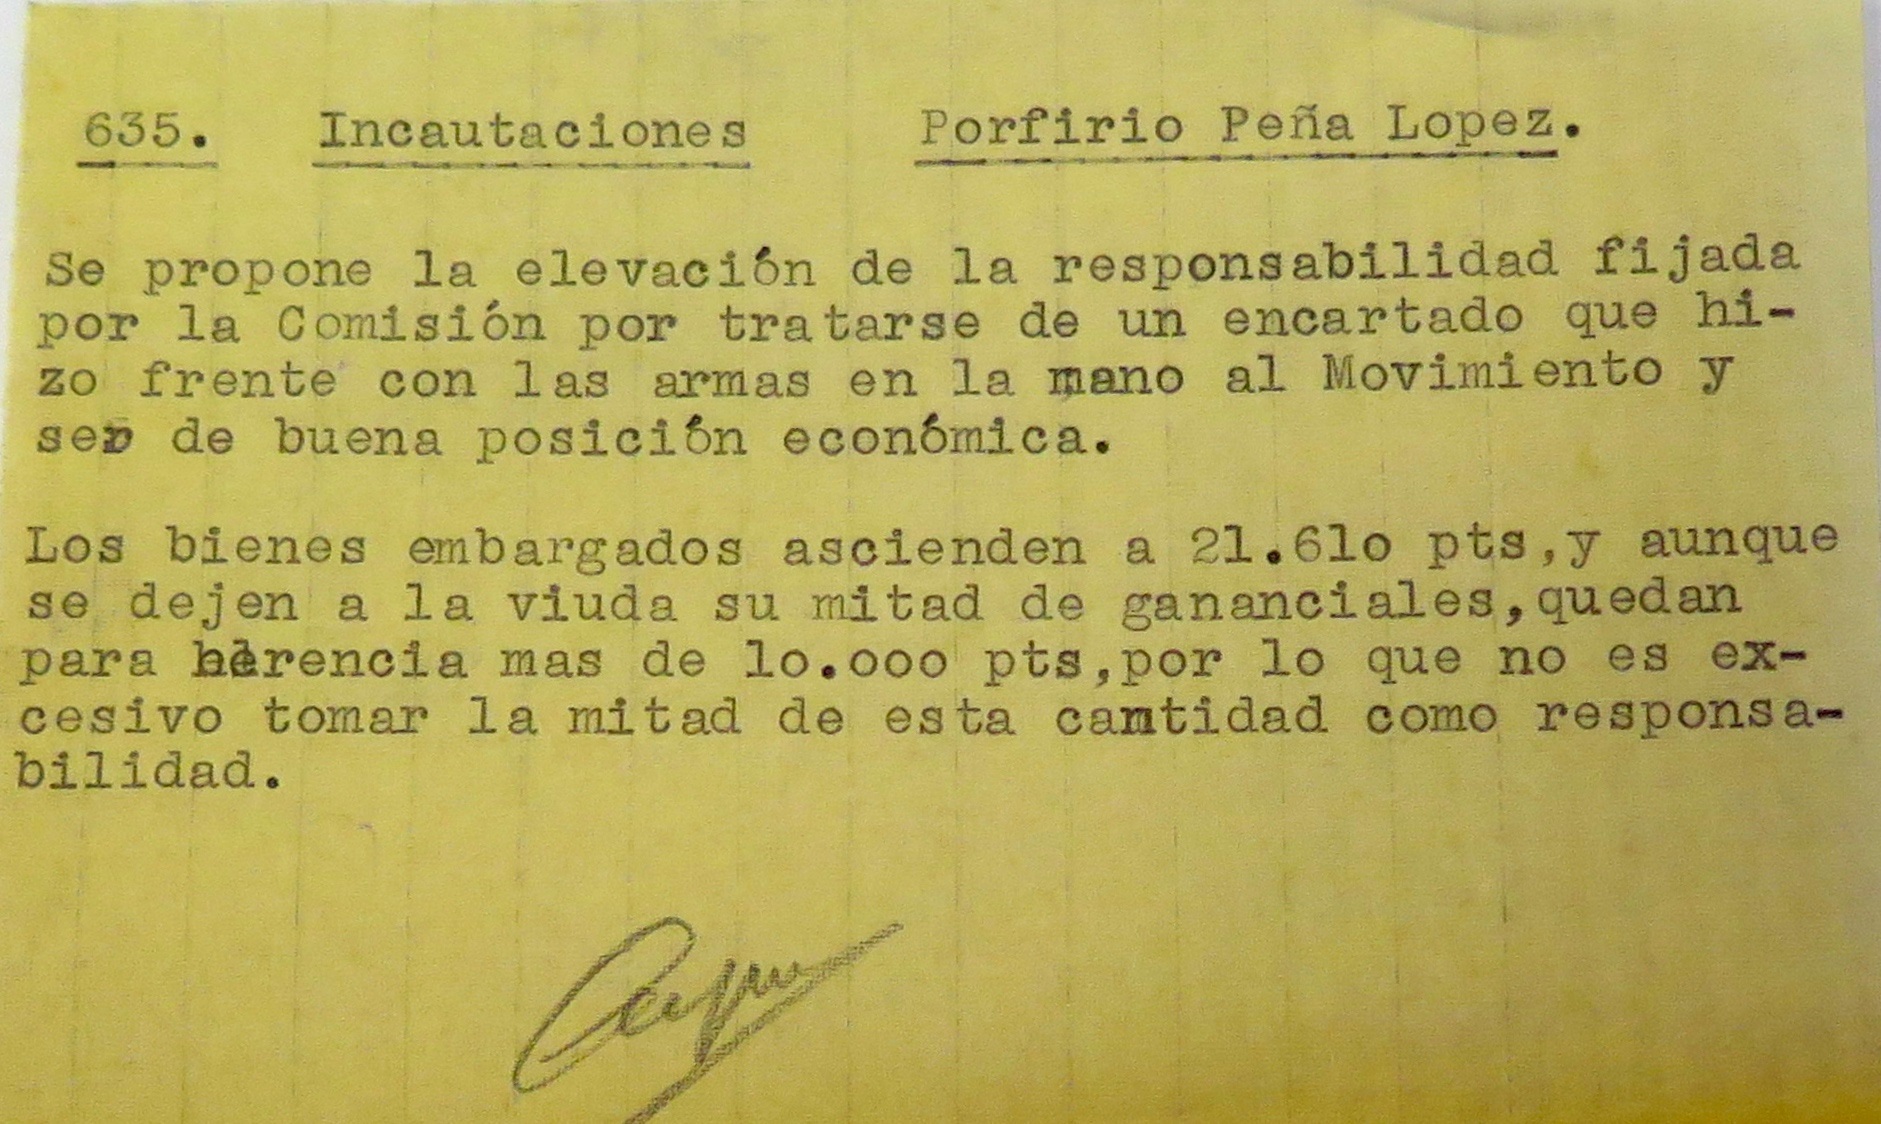 635. Incautaciones Porfirio Peña Lopez.
Se propone la elevación de la responsabilidad fijada
por la Comisión por tratarse de un encartado que hi-
zo frente con las armas en la mano al Movimiento y
ser de buena posición económica.
Los bienes embargados ascienden a 21.61o pts,y aunque
se dejen a la viuda su mitad de gananciales,quedan
para herencia mas de lo.ooo pts,por lo que no es ex-
cesivo tomar la mitad de esta cantidad como responsa-
bilidad.